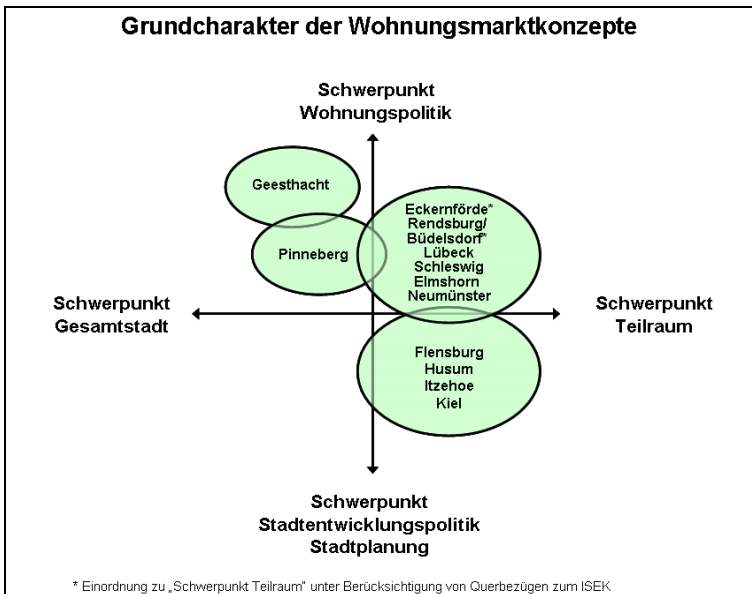 Grundcharakter der Wohnungsmarktkonzepte
Schwerpunkt
Wohnungspolitik
Geesthacht
Pinneberg
Eckernförde*
Rendsburg/
Büdelsdorf*
Lübeck
Schleswig
Elmshorn
Neumünster
Schwerpunkt
Gesamtstadt
Schwerpunkt
Teilraum
Flensburg
Husum
Itzehoe
Kiel
Schwerpunkt
Stadtentwicklungspolitik
Stadtplanung
* Einordnung zu „Schwerpunkt Teilraum“ unter Berücksichtigung von Querbezügen zum ISEK